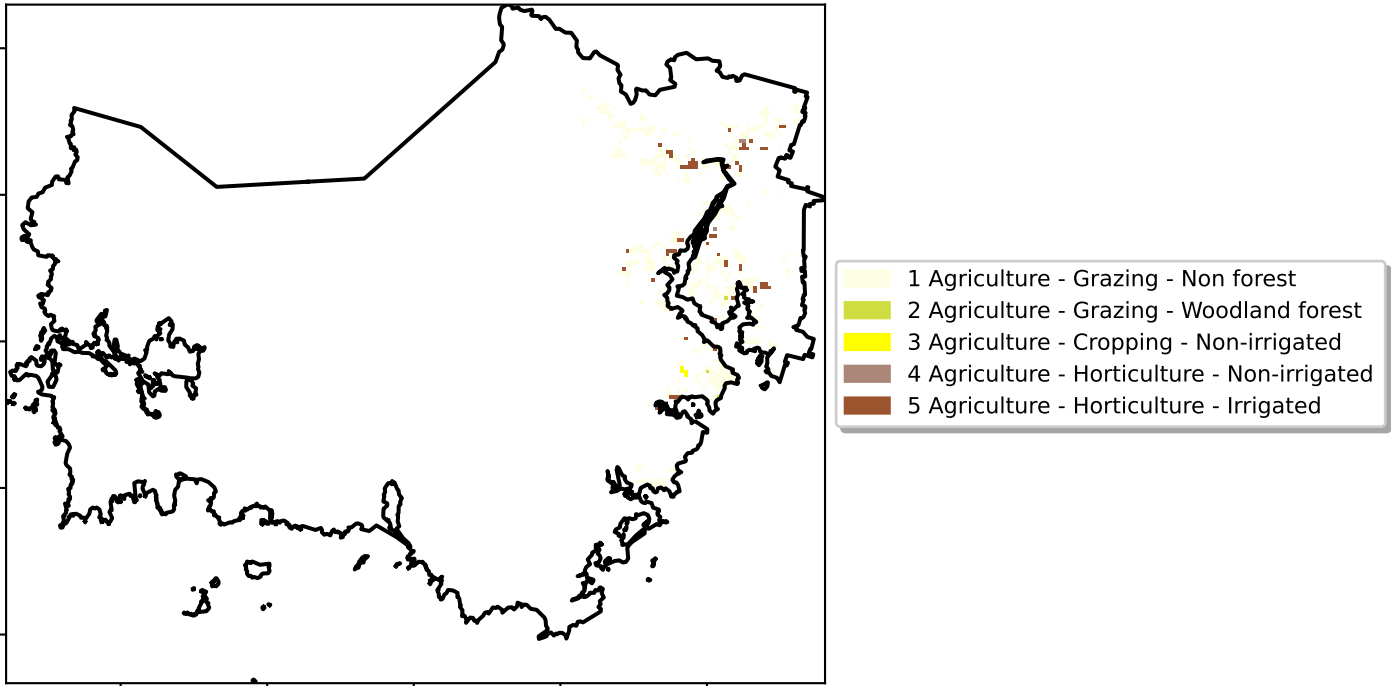 1 Agriculture - Grazing - Non forest
2 Agriculture - Grazing - Woodland forest
3 Agriculture - Cropping - Non-irrigated
4 Agriculture - Horticulture - Non-irrigated
5 Agriculture - Horticulture - Irrigated